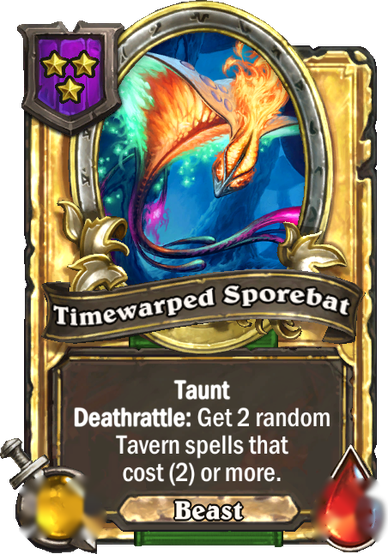 Timewarped Sporebat
Taunt
Deathrattle: Get 2 random
Tavern spells that
cost (2) or more.
Beast